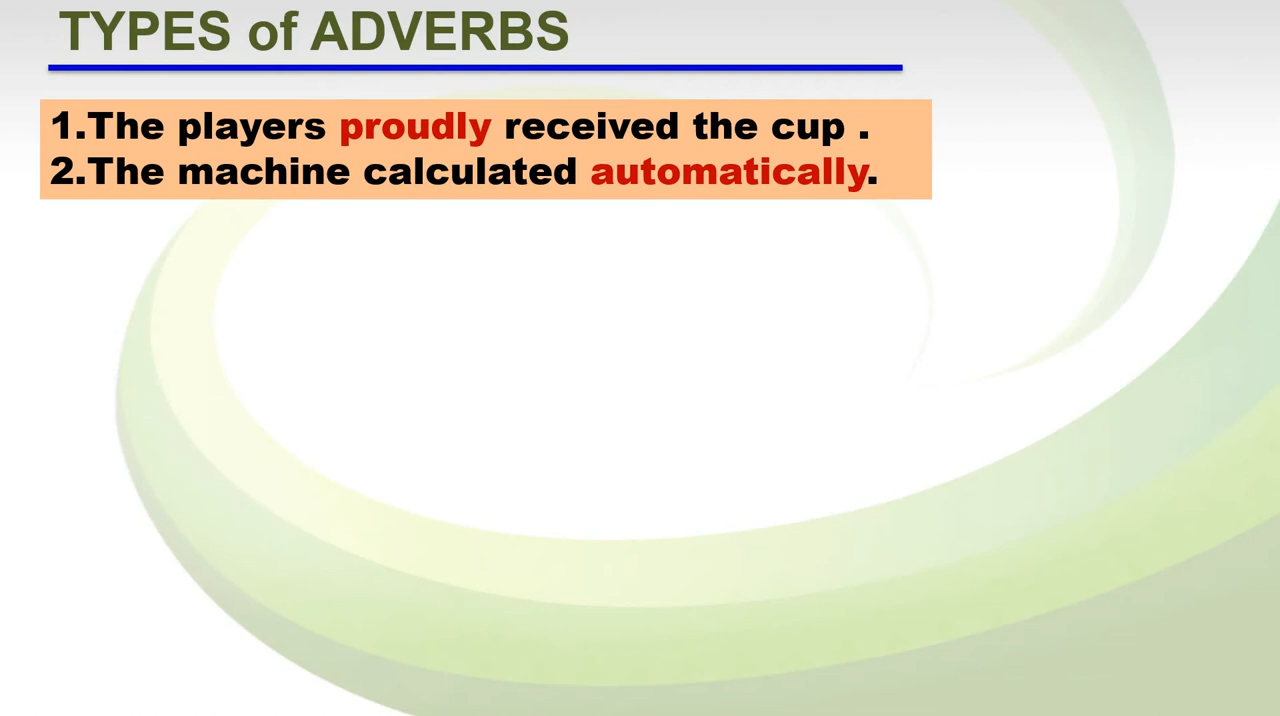 TYPES of ADVERBS
1.The players proudly received the cup .
2.The machine calculated automatically.